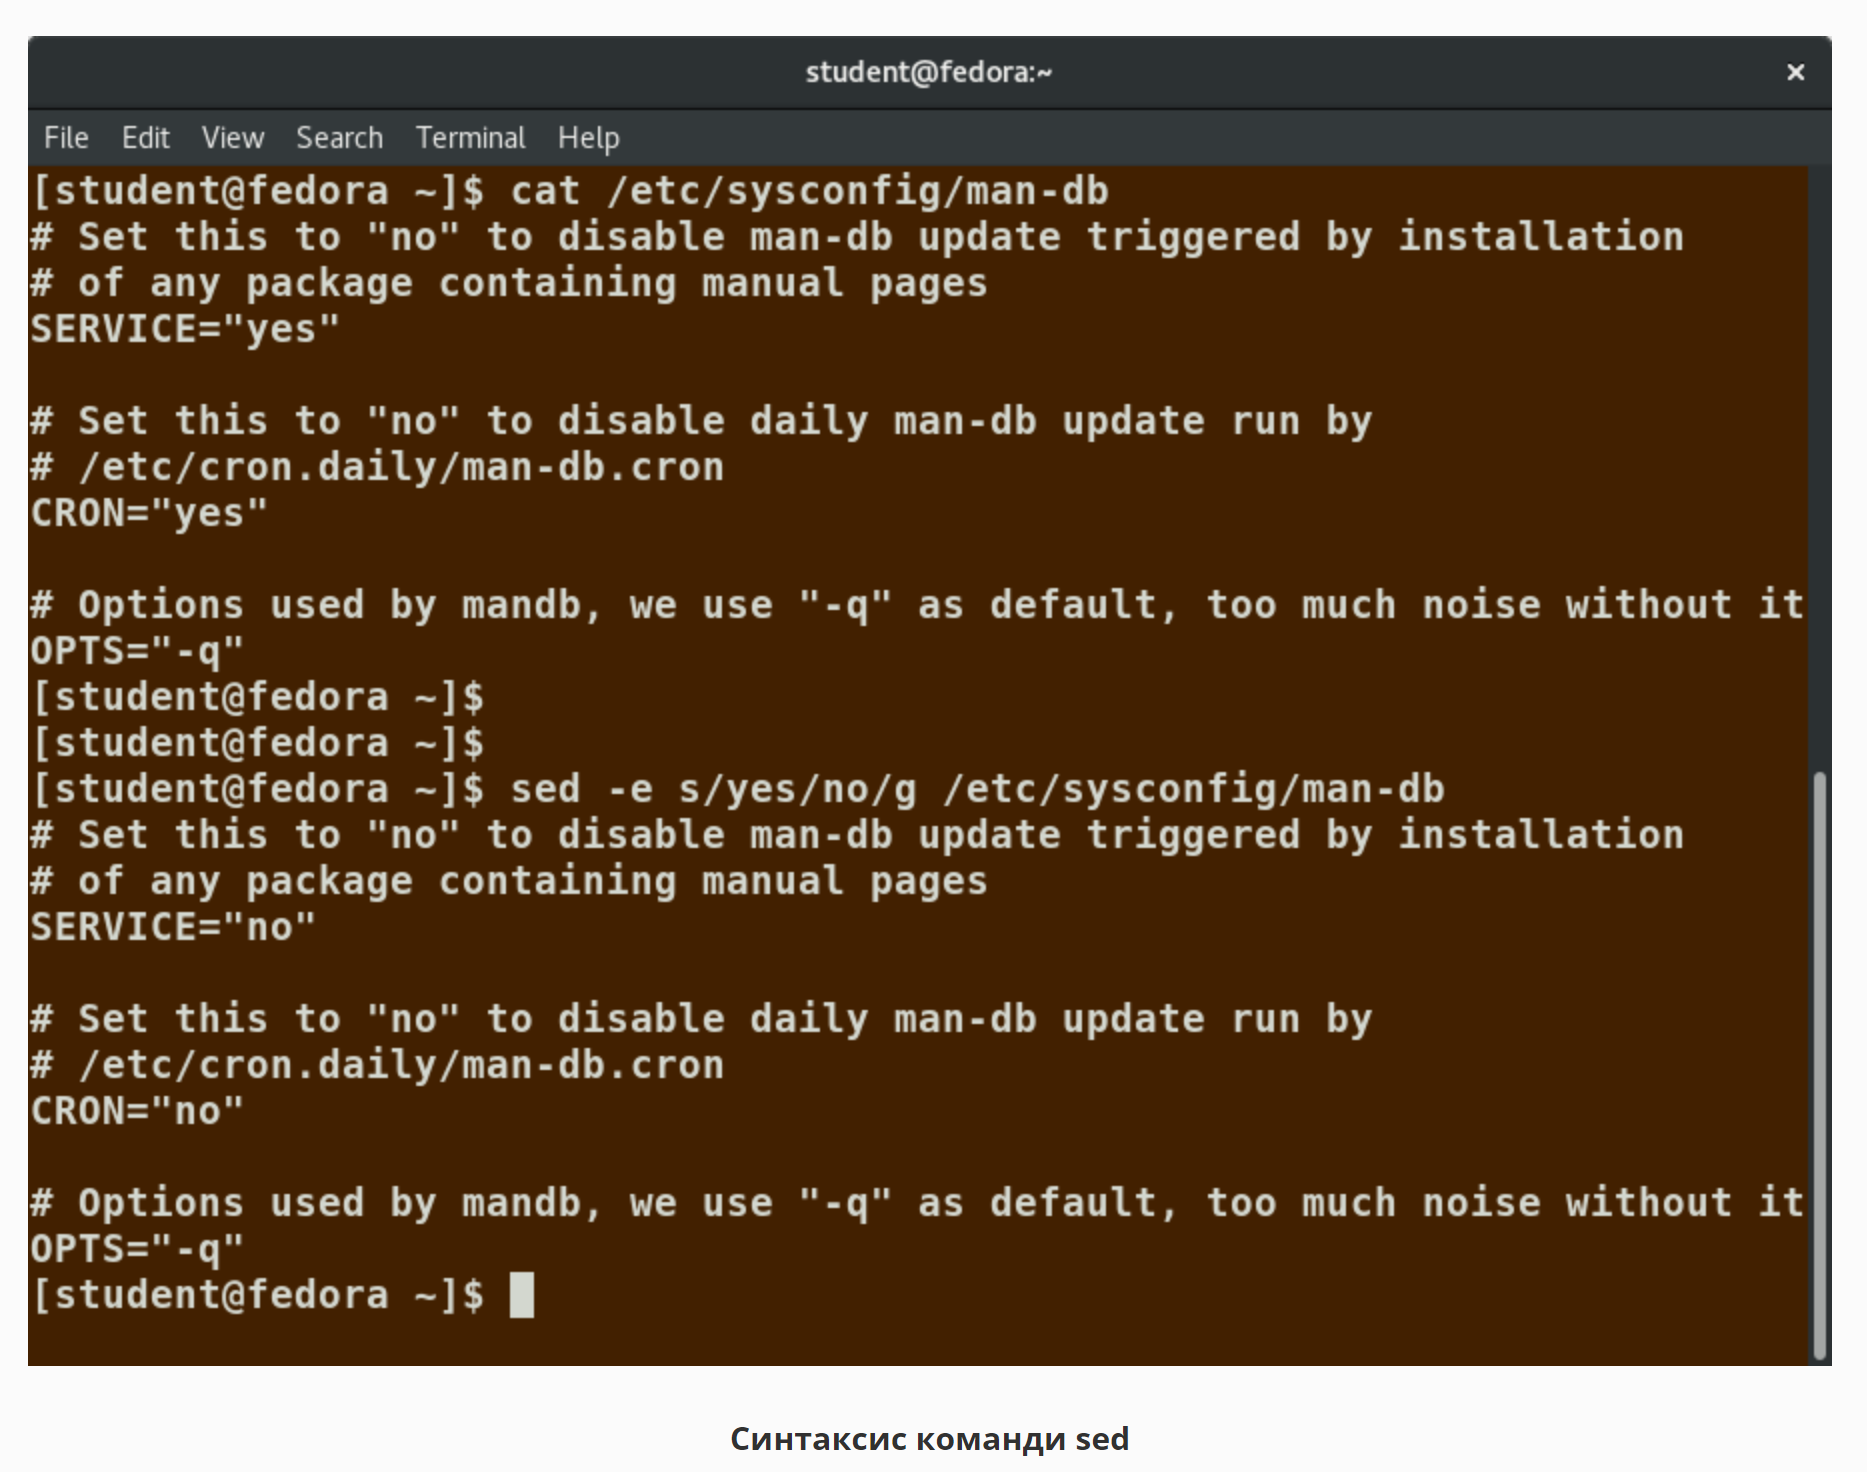 student@fedora:~
File Edit View Search Terminal Help
[student@fedora ~]$ cat /etc/sysconfig/man-db
# Set this to "no" to disable man-db update triggered by installation
# of any package containing manual pages
SERVICE="yes"
# Set this to "no" to disable daily man-db update run by
# /etc/cron.daily/man-db.cron
CRON="yes"
# Options used by mandb, we use "-q" as default, too much noise without it
OPTS="-q"
[student@fedora ~]$
[student@fedora ~]$
[student@fedora ~]$ sed -e s/yes/no/g /etc/sysconfig/man-db
# Set this to "no" to disable man-db update triggered by installation
# of any package containing manual pages
SERVICE="no"
# Set this to "no" to disable daily man-db update run by
# /etc/cron.daily/man-db.cron
CRON="no"
# Options used by mandb, we use "-q" as default, too much noise without it
OPTS="-q"
[student@fedora ~]$
Синтаксис команди sed